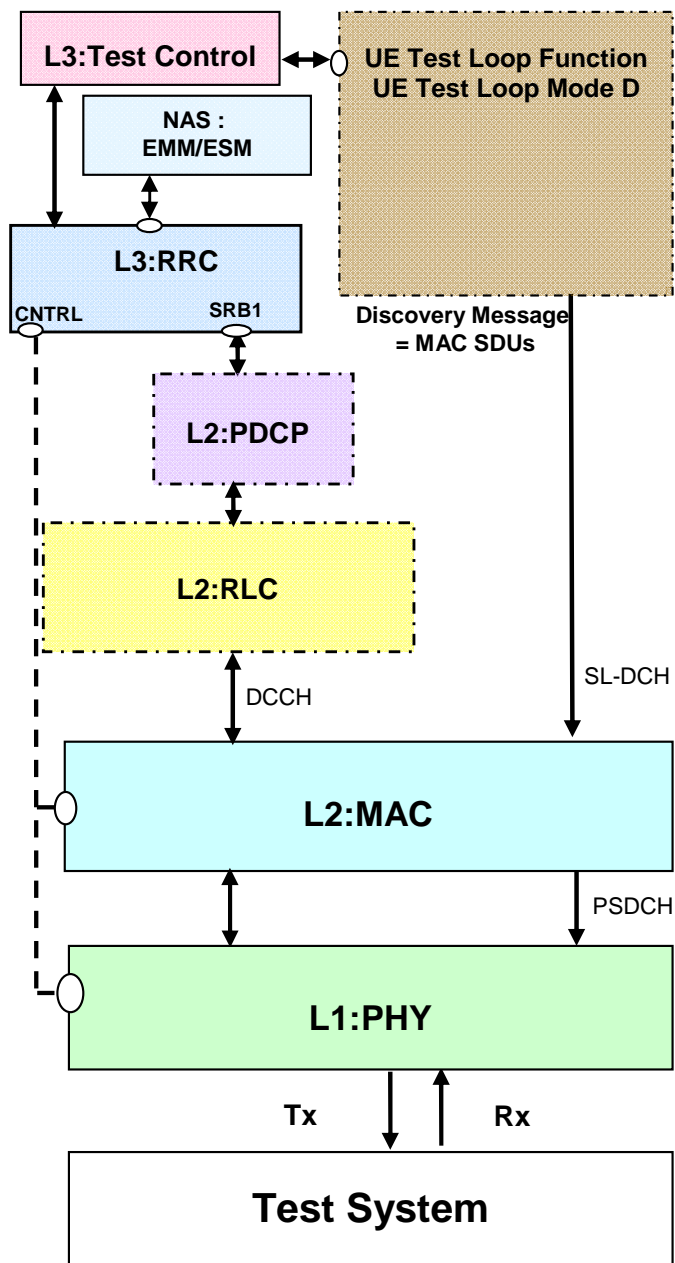 L3:Test Control
UE Test Loop Function
UE Test Loop Mode D
NAS :
EMM/ESM
L3:RRC
CNTRL
SRB1
Discovery Message
= MAC SDUs
L2:PDCP
L2:RLC
DCCH
SL-DCH
L2:MAC
PSDCH
L1:PHY
Tx
Rx
Test System